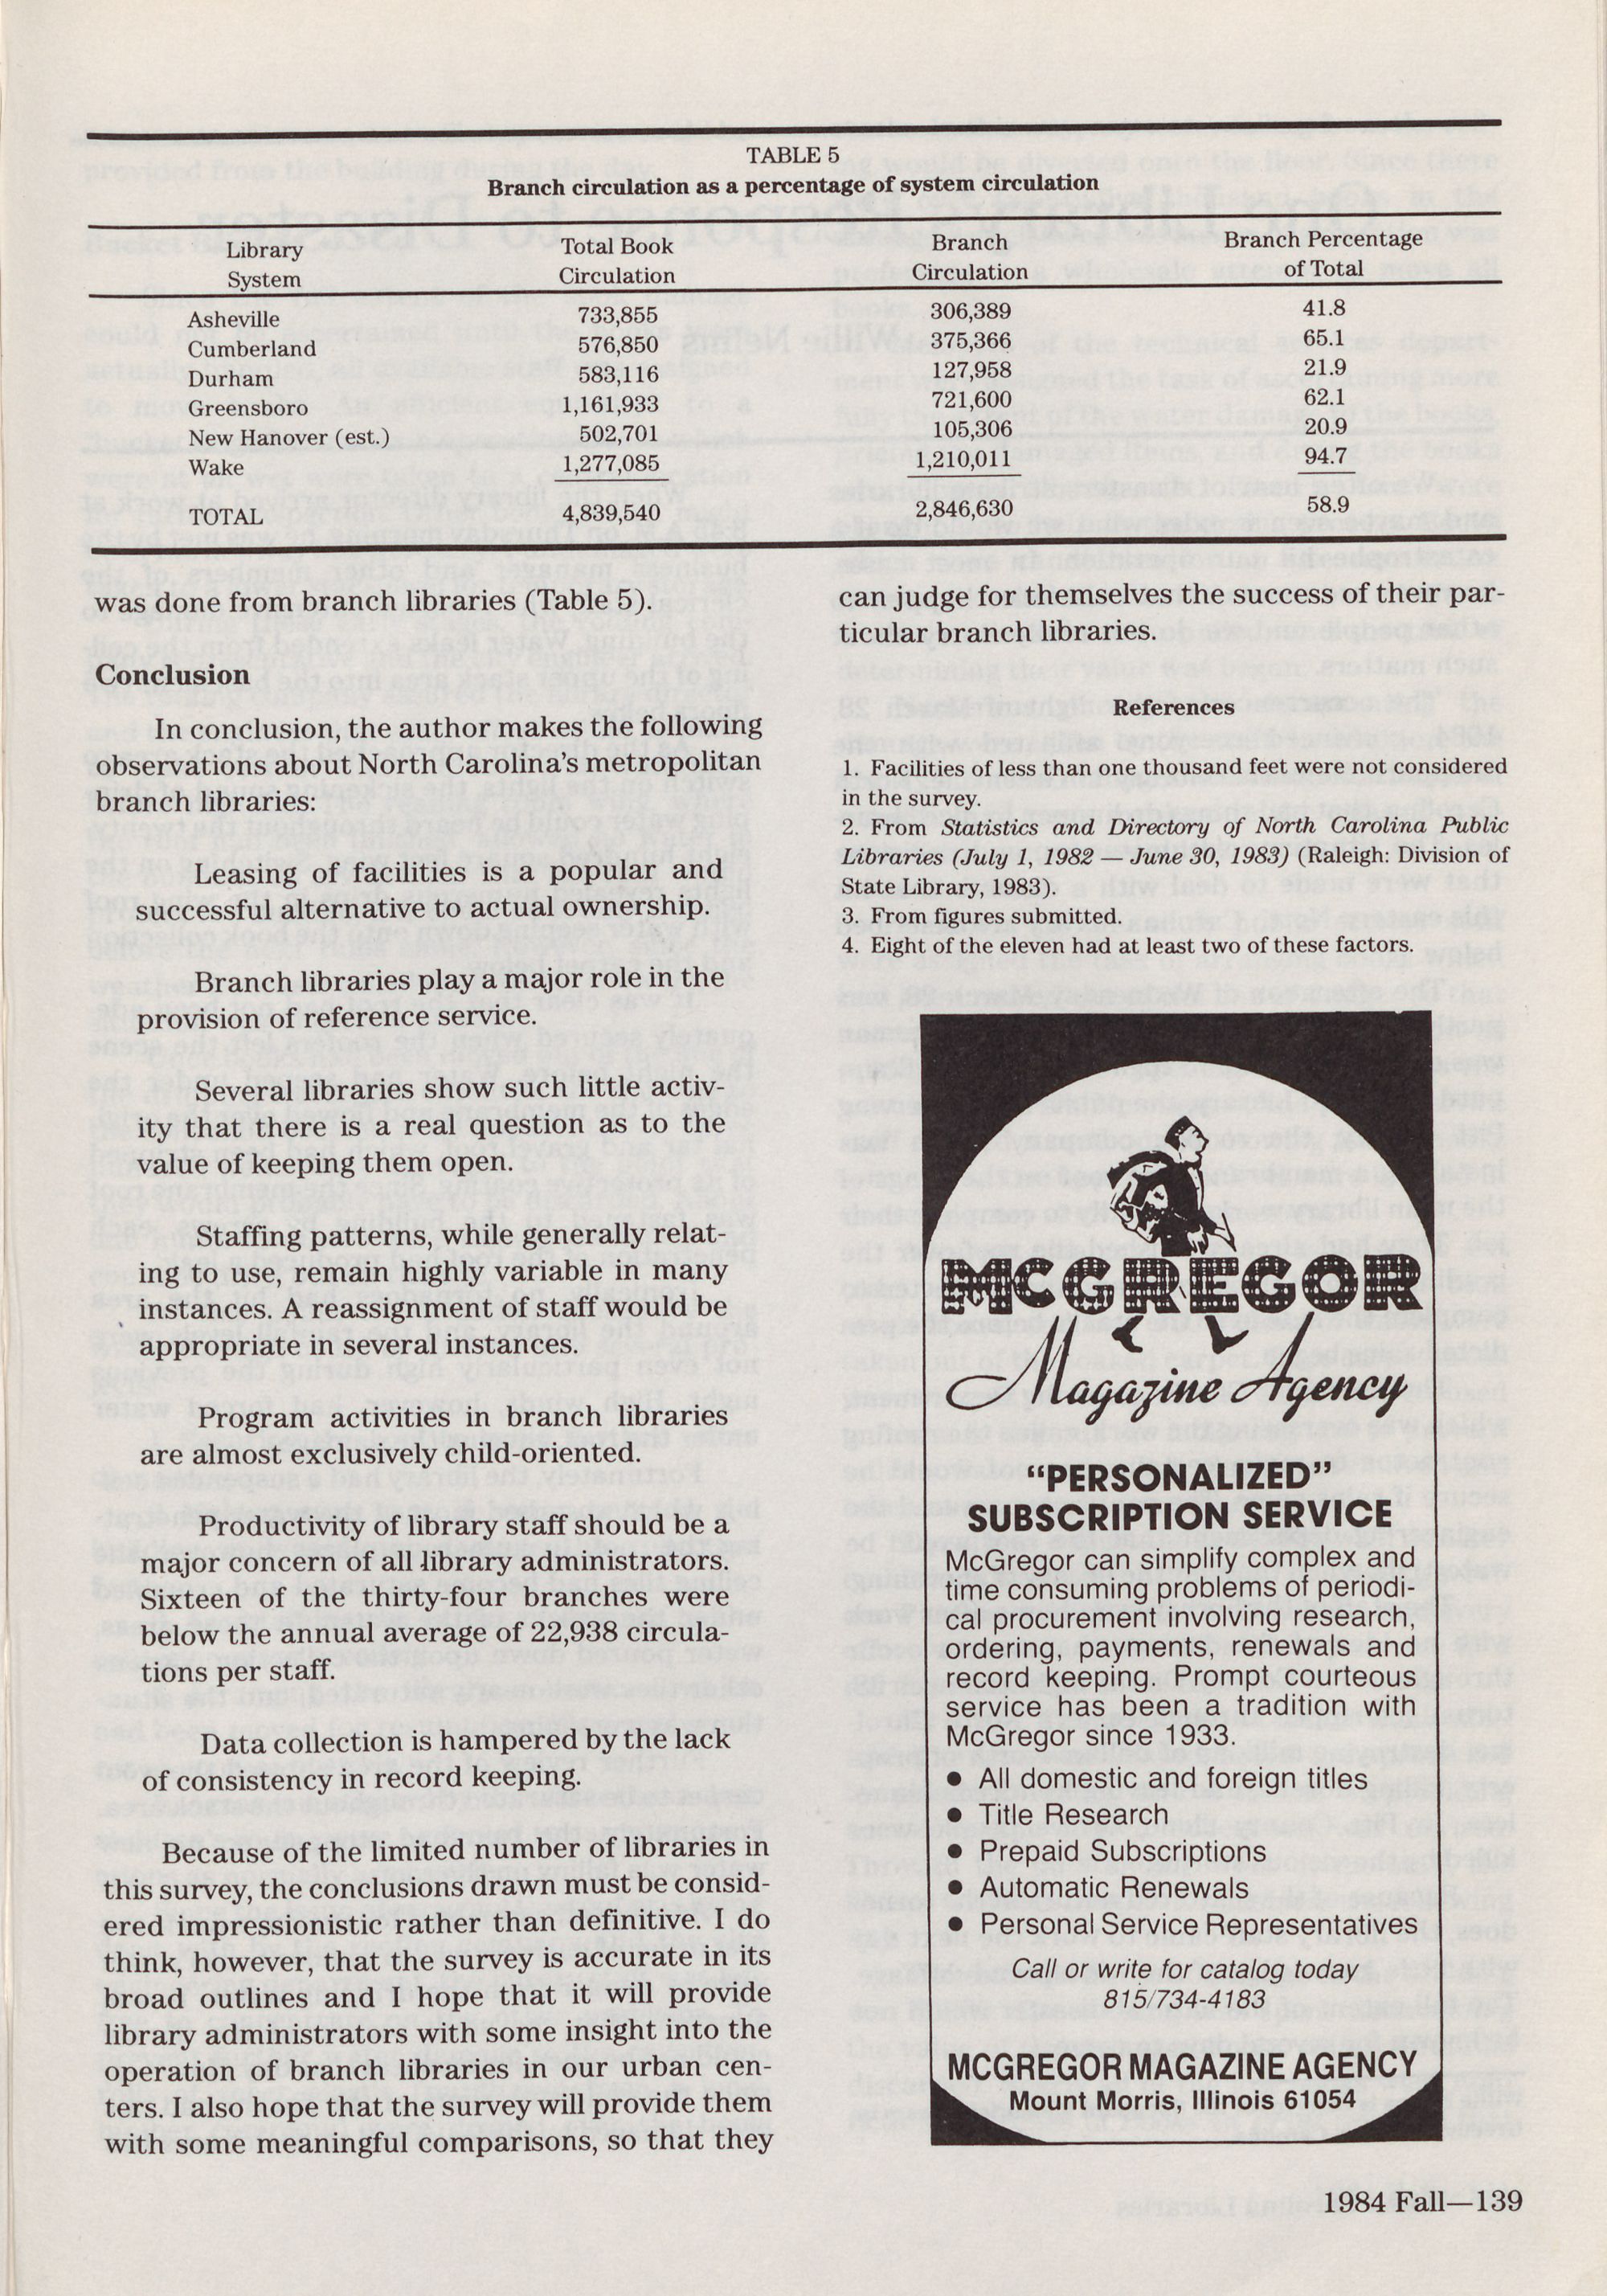 TABLE 5
Branch circulation as a percentage of system circulation
Library System Total Book Circulation Branch Circulation Branch Percentage of Total
Asheville 733,855 306,389 41.8
Cumberland 576,850 375,366 65.1
Durham 583,116 127,958 21.9
Greensboro 1,161,933 721,600 62.1
New Hanover (est.) 502,701 105,306 20.9
Wake 1,277,085 1,210,011 94.7
TOTAL 4,839,540 2,846,630 58.9
was done from branch libraries (Table 5).
Conclusion
In conclusion, the author makes the following
observations about North Carolina's metropolitan
branch libraries:
Leasing of facilities is a popular and
successful alternative to actual ownership.
Branch libraries play a major role in the
provision of reference service.
Several libraries show such little activ-
ity that there is a real question as to the
value of keeping them open.
Staffing patterns, while generally relat-
ing to use, remain highly variable in many
instances. A reassignment of staff would be
appropriate in several instances.
Program activities in branch libraries
are almost exclusively child-oriented.
Productivity of library staff should be a
major concern of all library administrators.
Sixteen of the thirty-four branches were
below the annual average of 22,938 circula-
tions per staff.
Data collection is hampered by the lack
of consistency in record keeping.
Because of the limited number of libraries in
this survey, the conclusions drawn must be consid-
ered impressionistic rather than definitive. I do
think, however, that the survey is accurate in its
broad outlines and I hope that it will provide
library administrators with some insight into the
operation of branch libraries in our urban cen-
ters. I also hope that the survey will provide them
with some meaningful comparisons, so that they
can judge for themselves the success of their par-
ticular branch libraries.
References
1. Facilities of less than one thousand feet were not considered
in the survey.
2. From Statistics and Directory of North Carolina Public
Libraries (July 1, 1982 — June 30, 1983) (Raleigh: Division of
State Library, 1983).
3. From figures submitted.
4. Eight of the eleven had at least two of these factors.
MCGREGOR
Magazine Agency
"PERSONALIZED"
SUBSCRIPTION SERVICE
McGregor can simplify complex and
time consuming problems of periodi-
cal procurement involving research,
ordering, payments, renewals and
record keeping. Prompt courteous
service has been a tradition with
McGregor since 1933.
• All domestic and foreign titles
• Title Research
• Prepaid Subscriptions
• Automatic Renewals
• Personal Service Representatives
Call or write for catalog today
815/734-4183
MCGREGOR MAGAZINE AGENCY
Mount Morris, Illinois 61054
1984 Fall—139